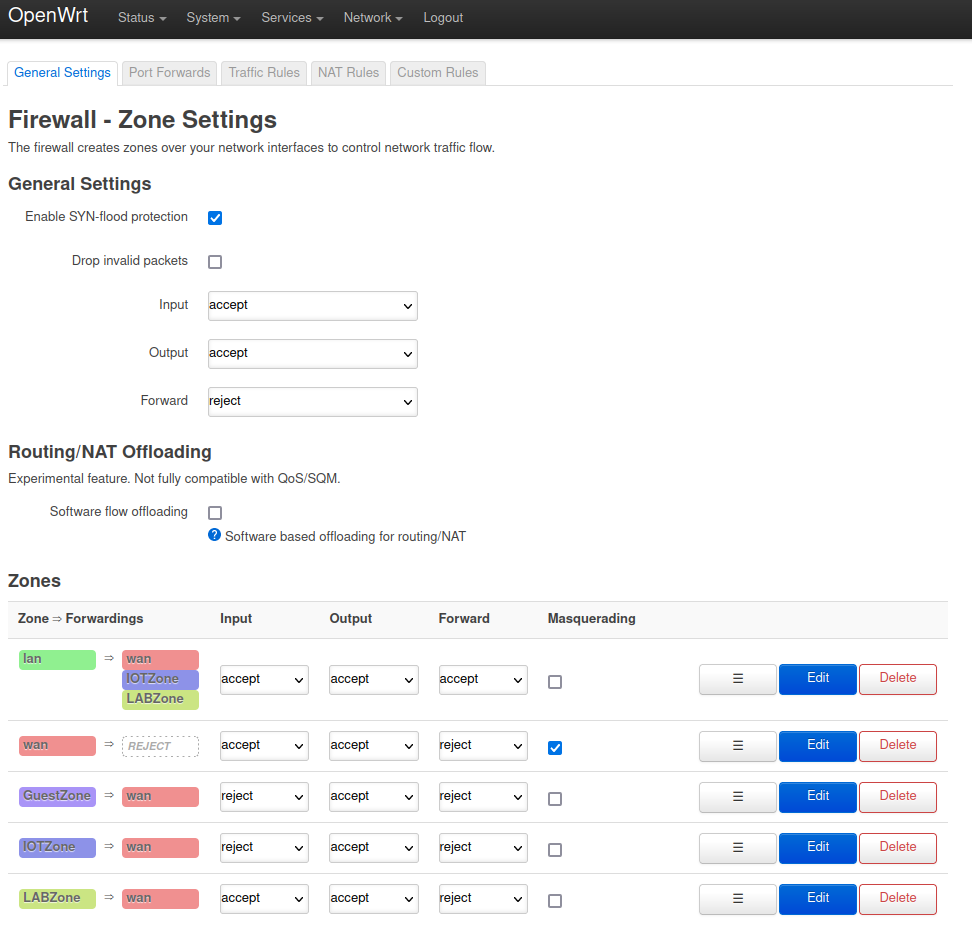 OpenWrt Status System Services Network Logout
General Settings Port Forwards Traffic Rules NAT Rules Custom Rules
Firewall - Zone Settings
The firewall creates zones over your network interfaces to control network traffic flow.
General Settings
Enable SYN-flood protection
Drop invalid packets
Input accept
Output accept
Forward reject
Routing/NAT Offloading
Experimental feature. Not fully compatible with QoS/SQM.
Software flow offloading
? Software based offloading for routing/NAT
Zones
Zone ⇒ Forwardings Input Output Forward Masquerading
lan ⇒ wan
IOTZone accept accept accept ☰ Edit Delete
LABZone
wan ⇒ REJECT accept accept reject ☰ Edit Delete
GuestZone ⇒ wan reject accept reject ☰ Edit Delete
IOTZone ⇒ wan reject accept reject ☰ Edit Delete
LABZone ⇒ wan accept accept reject ☰ Edit Delete